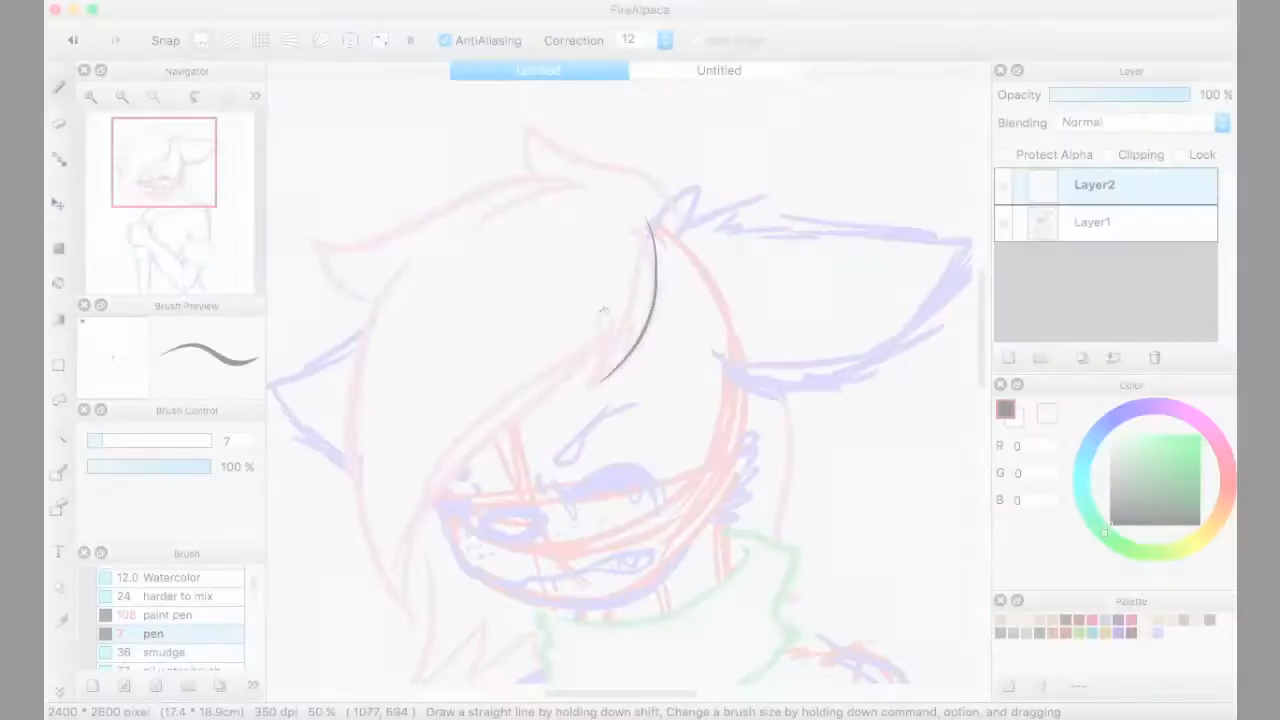 FireAlpaca
Snap
AntiAliasing
Correction
12
Navigator
Untitled
Untitled
Layer
Opacity
100 %
Blending
Normal
Protect Alpha
Clipping
Lock
Layer2
Layer1
Brush Preview
Brush Control
7
100 %
Color
R 0
G 0
B 0
Brush
12.0 Watercolor
24 harder to mix
108 paint pen
7 pen
36 smudge
Palette
2400 * 2600 pixel (17.4 * 18.9cm) 350 dpi 50 % ( 1077, 694 ) Draw a straight line by holding down shift, Change a brush size by holding down command, option, and dragging